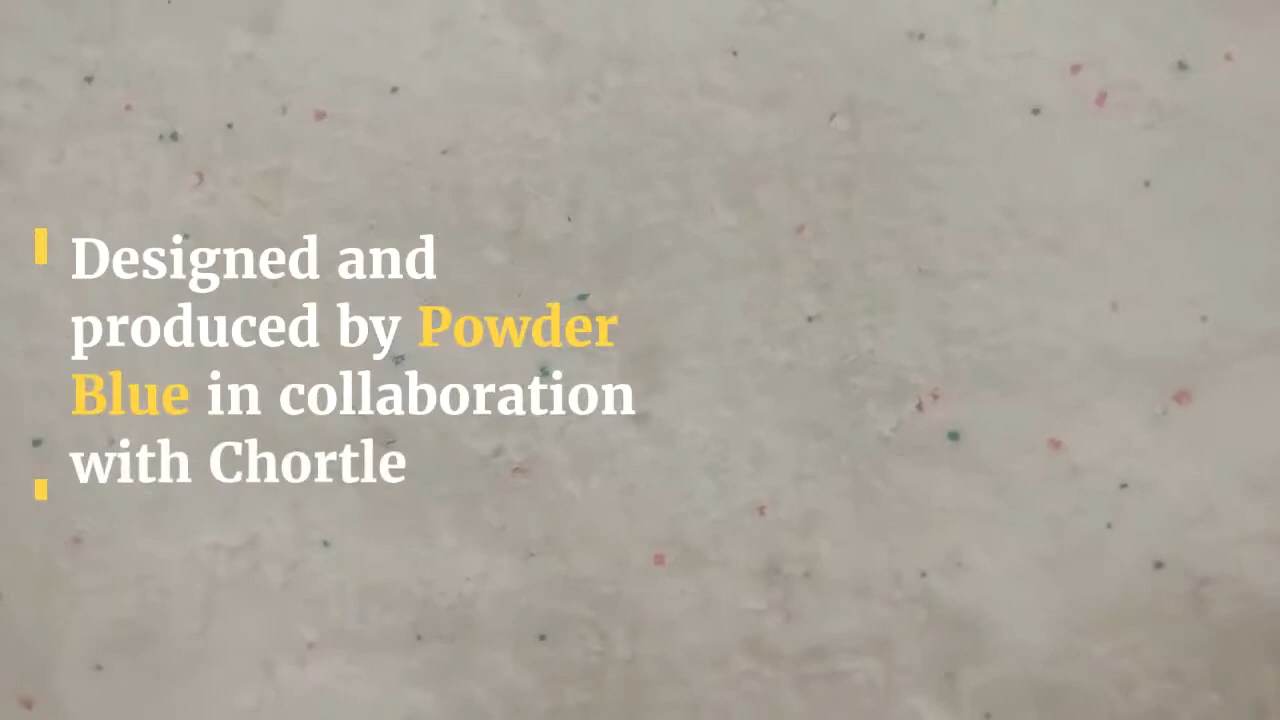 Designed and
produced by Powder
Blue in collaboration
with Chortle